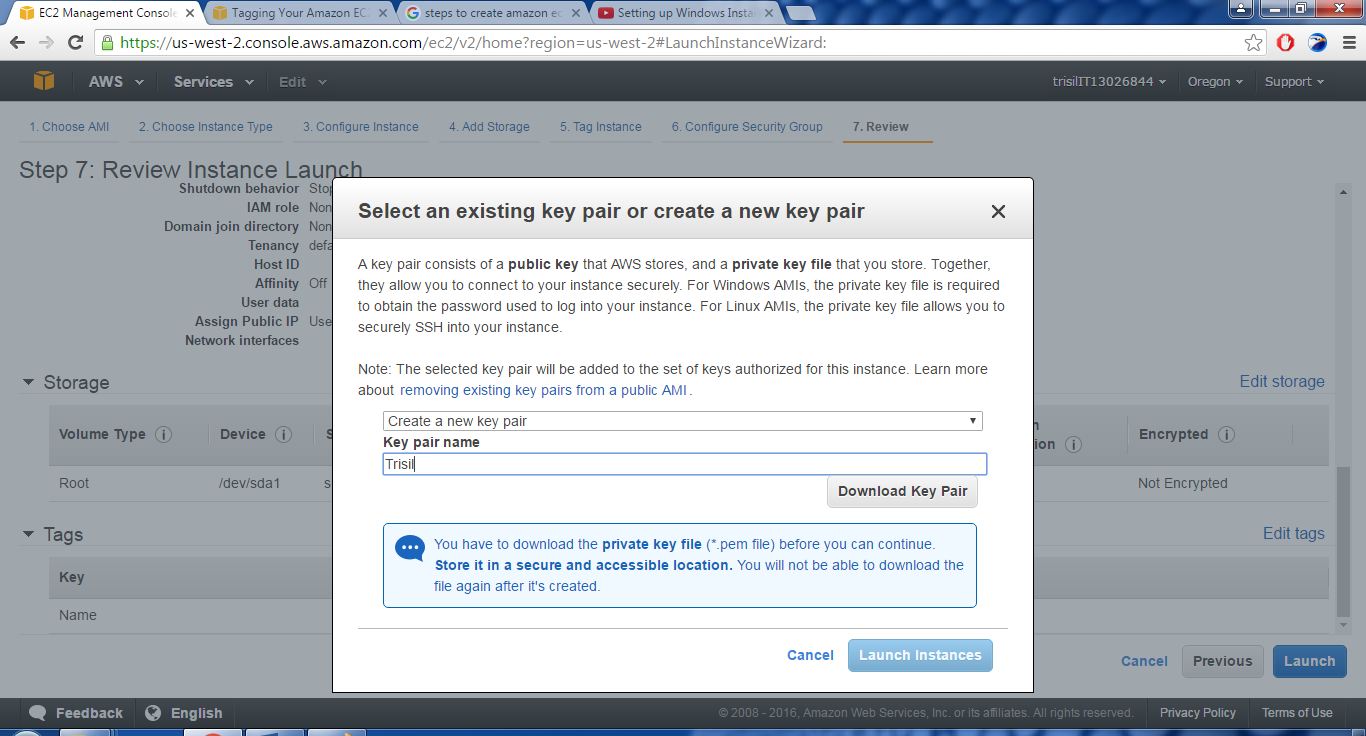 EC2 Management Console
Tagging Your Amazon EC2
steps to create amazon ec
Setting up Windows Insta
https://us-west-2.console.aws.amazon.com/ec2/v2/home?region=us-west-2#LaunchInstanceWizard:
AWS Services Edit trisilIT13026844 Oregon Support
1. Choose AMI 2. Choose Instance Type 3. Configure Instance 4. Add Storage 5. Tag Instance 6. Configure Security Group 7. Review
Step 7: Review Instance Launch
Shutdown behavior Stop
IAM role Non
Domain join directory Non
Tenancy defa
Host ID
Affinity Off
User data
Assign Public IP Use
Network interfaces
Storage
Edit storage
Volume Type Device S
Encrypted
Root /dev/sda1 s
Not Encrypted
Tags
Edit tags
Key
Name
Select an existing key pair or create a new key pair
A key pair consists of a public key that AWS stores, and a private key file that you store. Together,
they allow you to connect to your instance securely. For Windows AMIs, the private key file is required
to obtain the password used to log into your instance. For Linux AMIs, the private key file allows you to
securely SSH into your instance.
Note: The selected key pair will be added to the set of keys authorized for this instance. Learn more
about removing existing key pairs from a public AMI.
Create a new key pair
Key pair name
Trisil
Download Key Pair
You have to download the private key file (*.pem file) before you can continue.
Store it in a secure and accessible location. You will not be able to download the
file again after it's created.
Cancel Launch Instances
Cancel Previous Launch
Feedback English © 2008 - 2016, Amazon Web Services, Inc. or its affiliates. All rights reserved. Privacy Policy Terms of Use